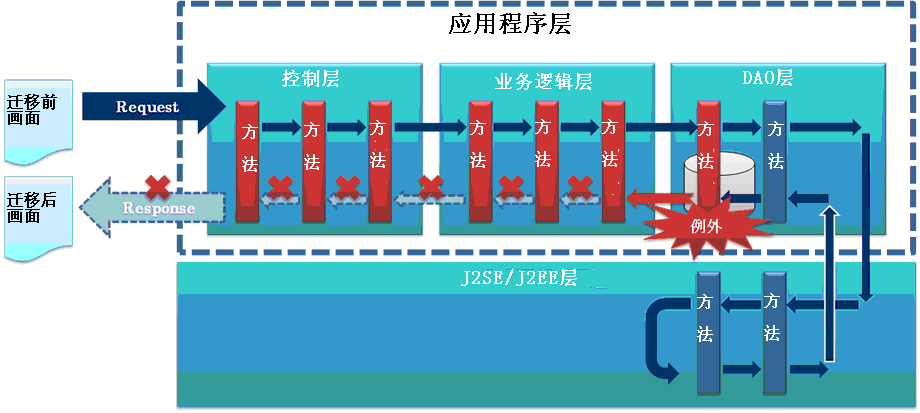 应用程序层
控制层
业务逻辑层
DAO层
迁移前
画面
Request
方法
方法
方法
方法
方法
方法
方法
方法
迁移后
画面
Response
例外
J2SE/J2EE层
方法
方法